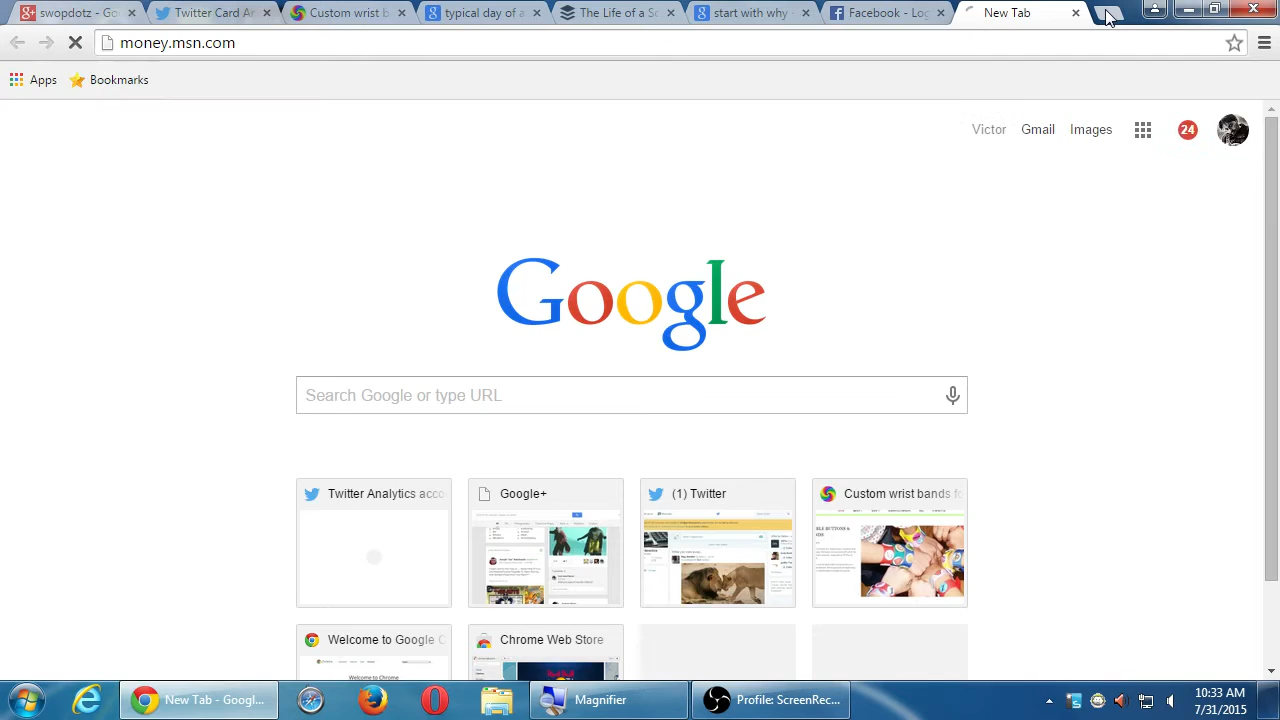 swopdotz - Go
Twitter Card A
Custom wrist b
typical day of a
The Life of a S
start with why -
Facebook - Log
New Tab
money.msn.com
Apps
Bookmarks
Victor
Gmail
Images
24
Google
Search Google or type URL
Twitter Analytics acco
Google+
(1) Twitter
Custom wrist bands fo
Welcome to Google C
Chrome Web Store
New Tab - Googl...
Magnifier
Profile: ScreenRec...
10:33 AM
7/31/2015